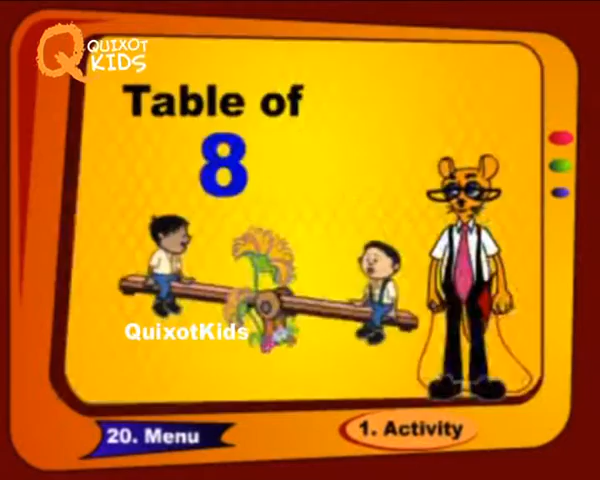 QUIXOT
KIDS
Table of
8
QuixotKids
20. Menu
1. Activity